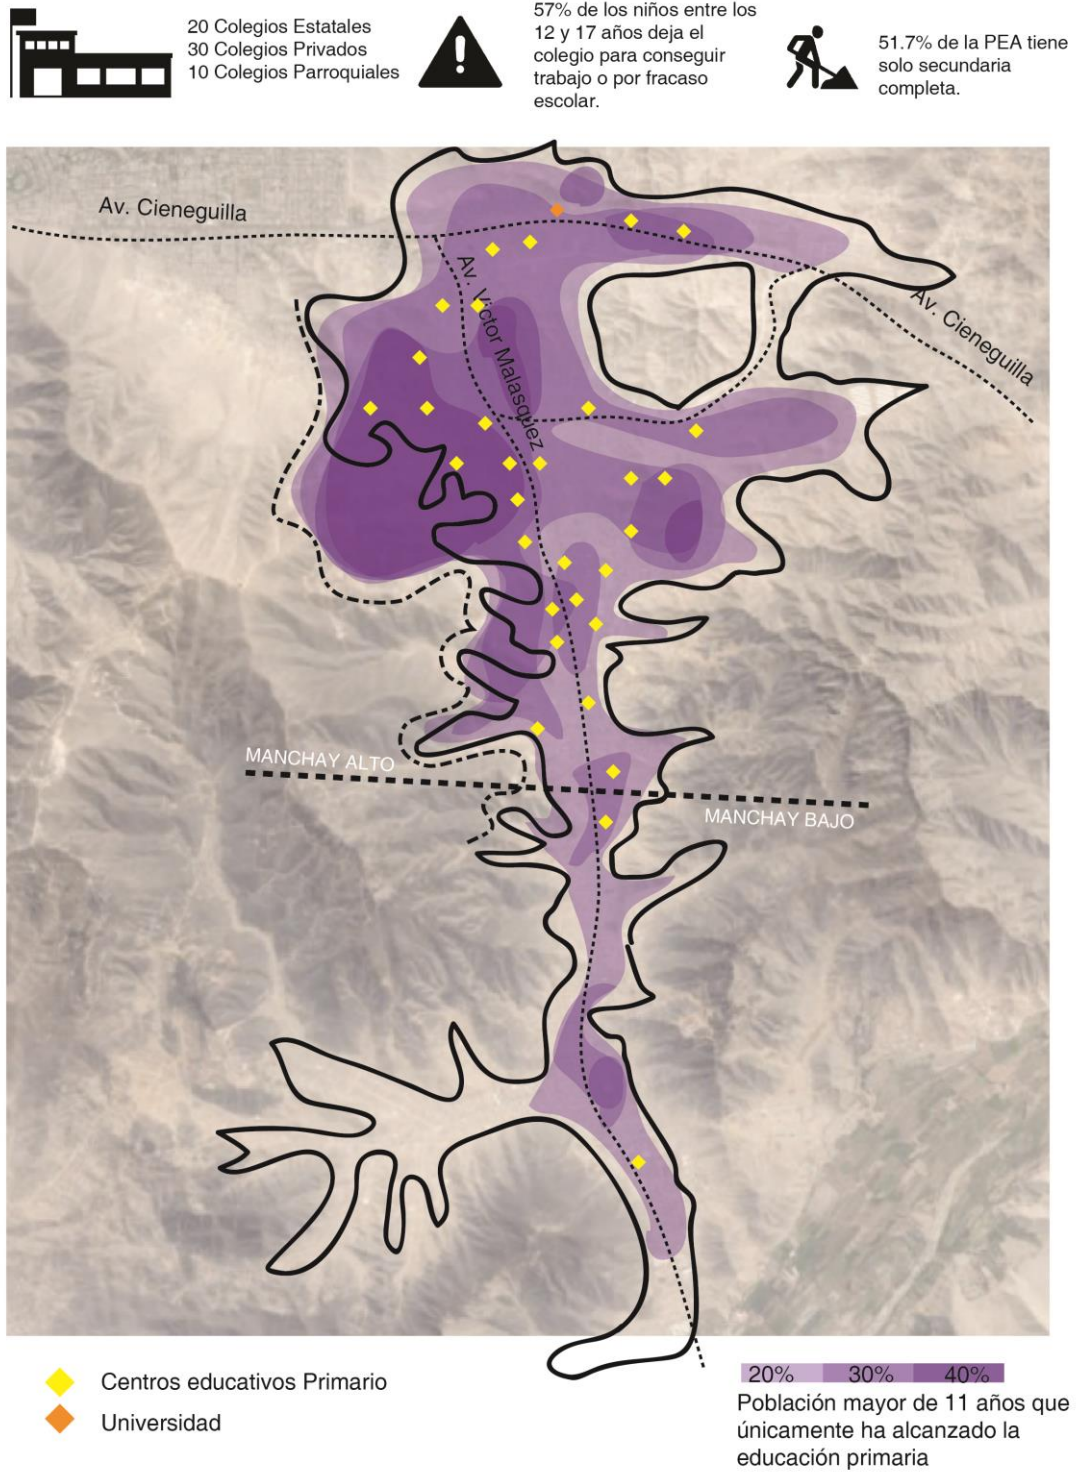 20 Colegios Estatales
30 Colegios Privados
10 Colegios Parroquiales
57% de los niños entre los
12 y 17 años deja el
colegio para conseguir
trabajo o por fracaso
escolar.
51.7% de la PEA tiene
solo secundaria
completa.
Av. Cieneguilla
Av. Víctor Malasquez
Av. Cieneguilla
MANCHAY ALTO
MANCHAY BAJO
Centros educativos Primario
Universidad
20% 30% 40%
Población mayor de 11 años que
únicamente ha alcanzado la
educación primaria